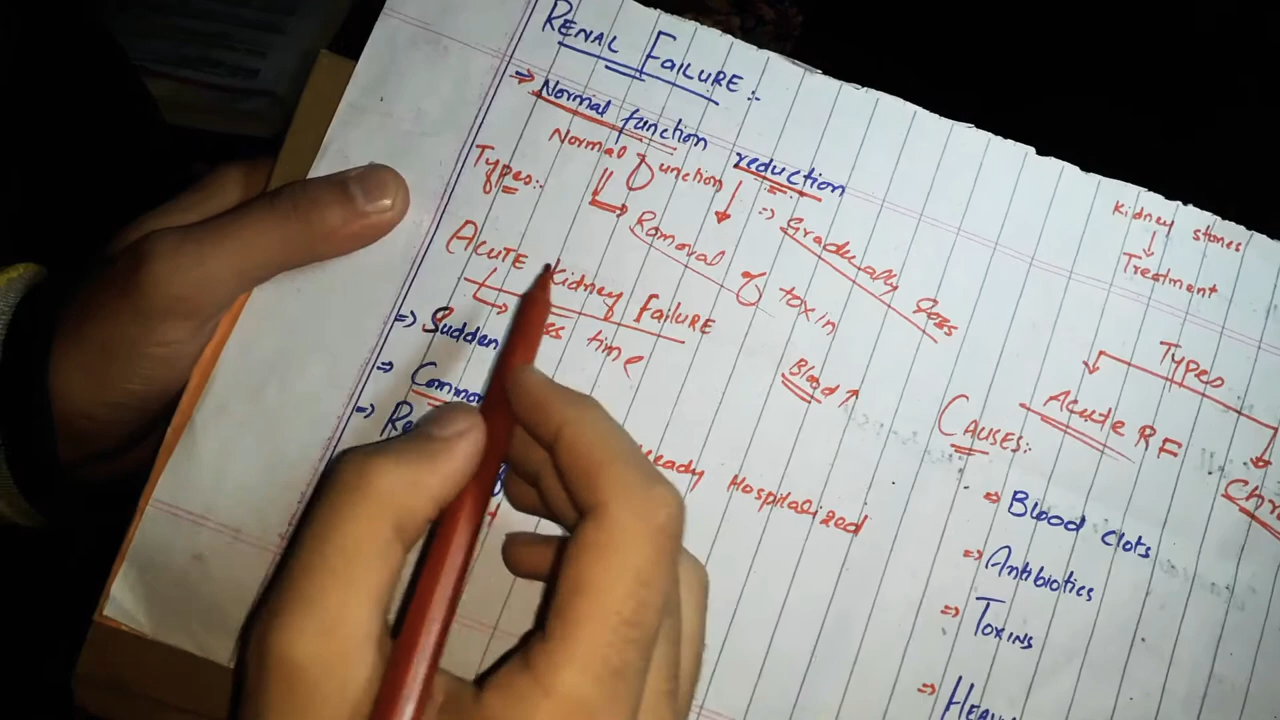 RENAL FAILURE:-
⇒ Normal function reduction
Normal function
⇒ Gradually loss
Types:-
Removal of toxin
ACUTE Kidney FAILURE
time
⇒ Sudden
⇒ Common
⇒
Hospitalized
Blood ↑
Kidney stones
↓
Treatment
Types
Acute RF
CAUSES:
⇒ Blood clots
⇒ Antibiotics
⇒ Toxins
⇒